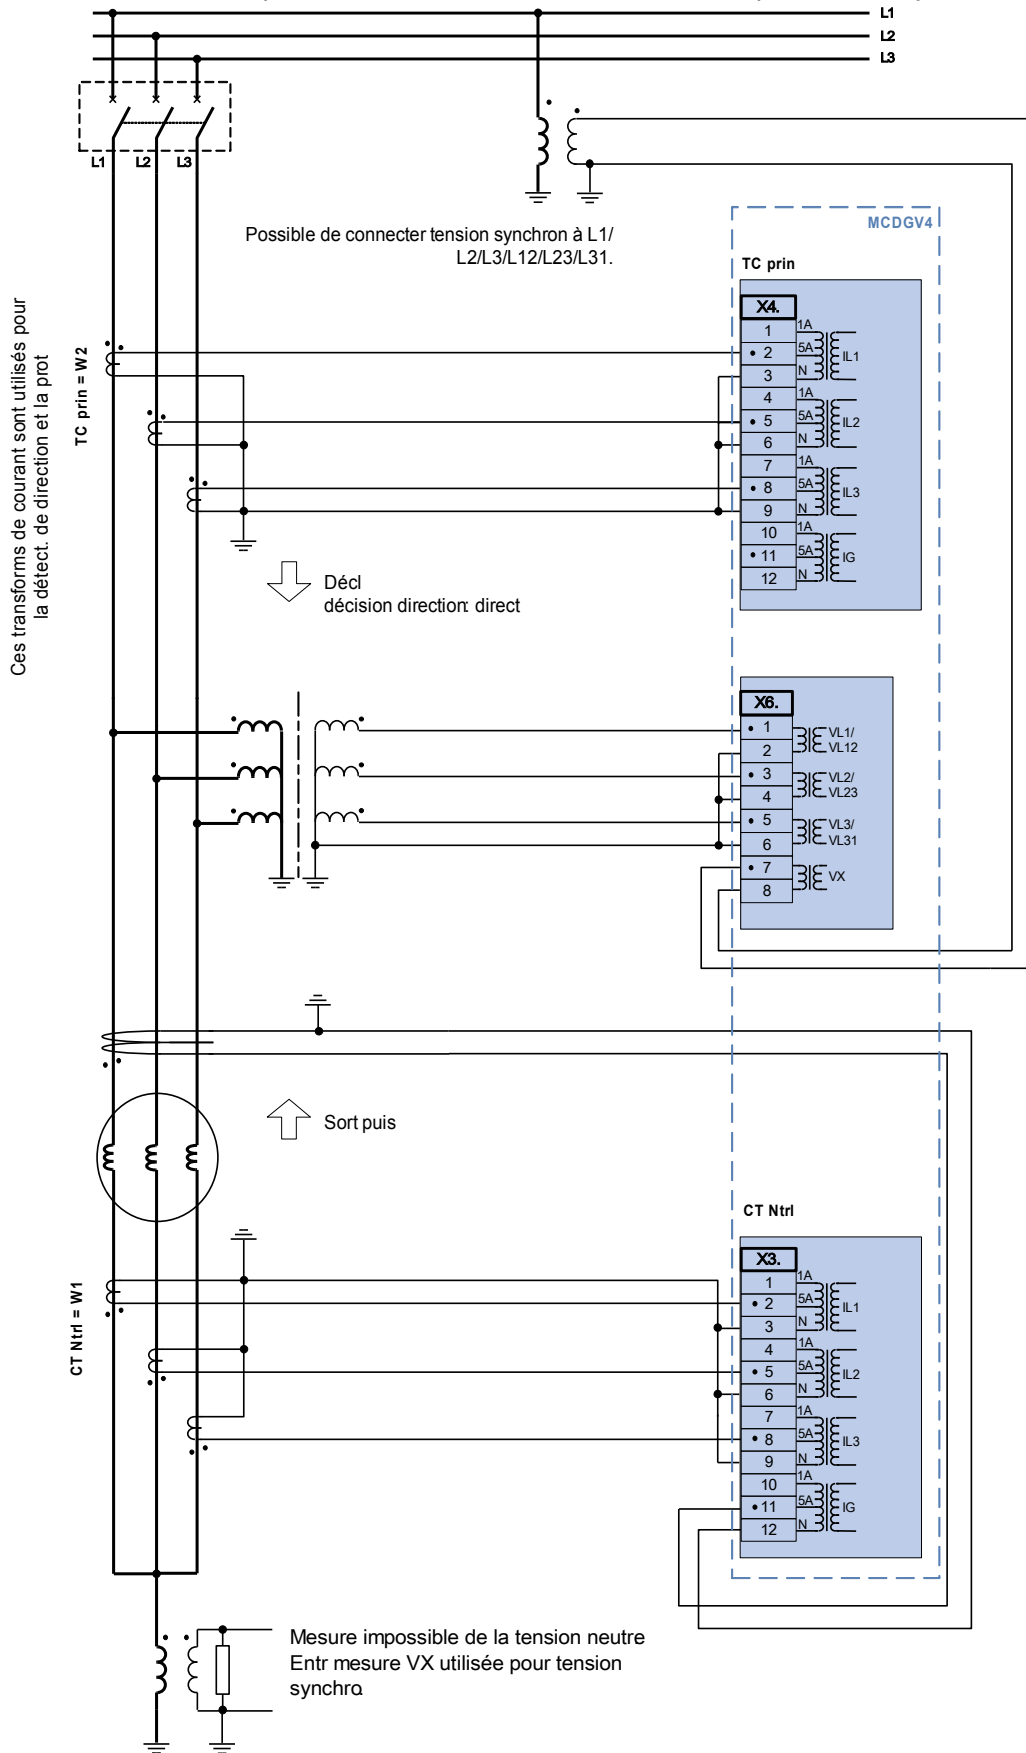 L1
L2
L3
L1 L2 L3
Possible de connecter tension synchron à L1/
L2/L3/L12/L23/L31.
MCDGV4
TC prin
Ces transforms de courant sont utilisés pour
la détect. de direction et la prot
TC prin = W2
X4.
1 1A
2 5A IL1
3 N
4 1A
5 5A IL2
6 N
7 1A
8 5A IL3
9 N
10 1A
11 5A IG
12 N
Décl
décision direction: direct
X6.
1 VL1/
2 VL12
3 VL2/
4 VL23
5 VL3/
6 VL31
7 VX
8
Sort puis
CT Ntrl
CT Ntrl = W1
X3.
1 1A
2 5A IL1
3 N
4 1A
5 5A IL2
6 N
7 1A
8 5A IL3
9 N
10 1A
11 5A IG
12 N
Mesure impossible de la tension neutre
Entr mesure VX utilisée pour tension
synchro.